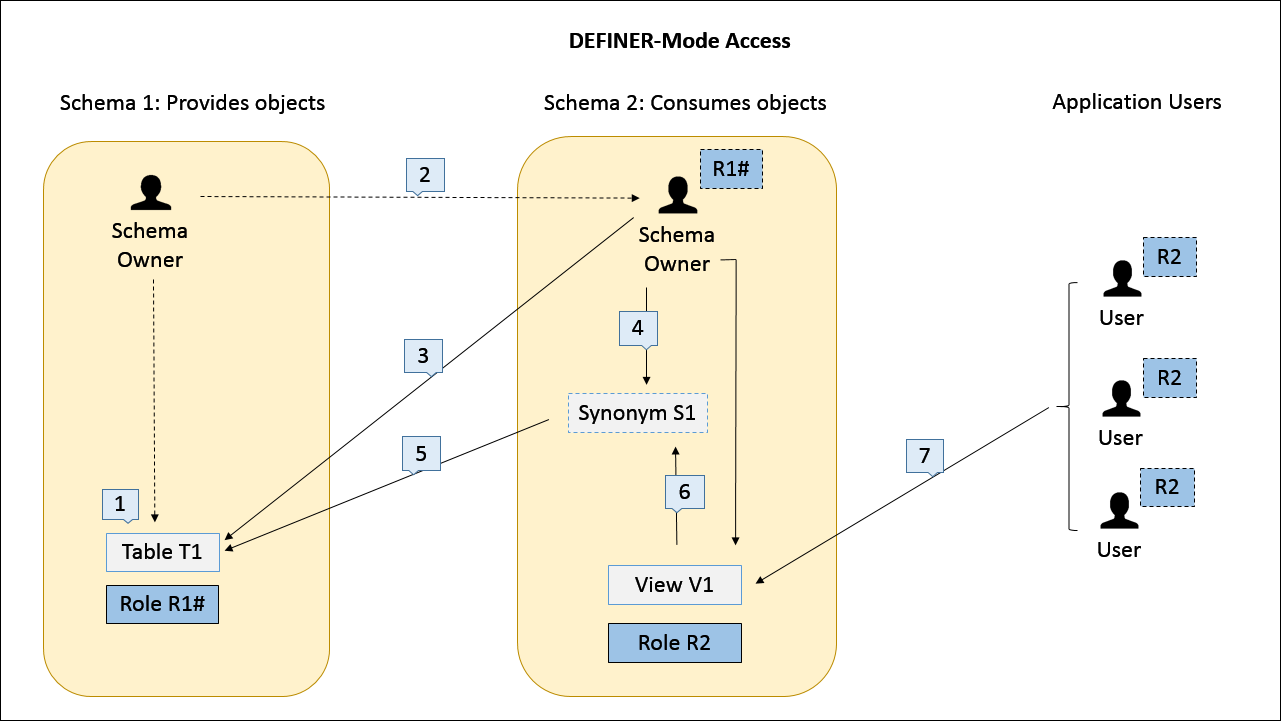 DEFINER-Mode Access
Schema 1: Provides objects
Schema 2: Consumes objects
Application Users
2
R1#
Schema
Owner
Schema
Owner
R2
User
4
3
R2
Synonym S1
User
5
7
6
R2
1
User
Table T1
View V1
Role R1#
Role R2